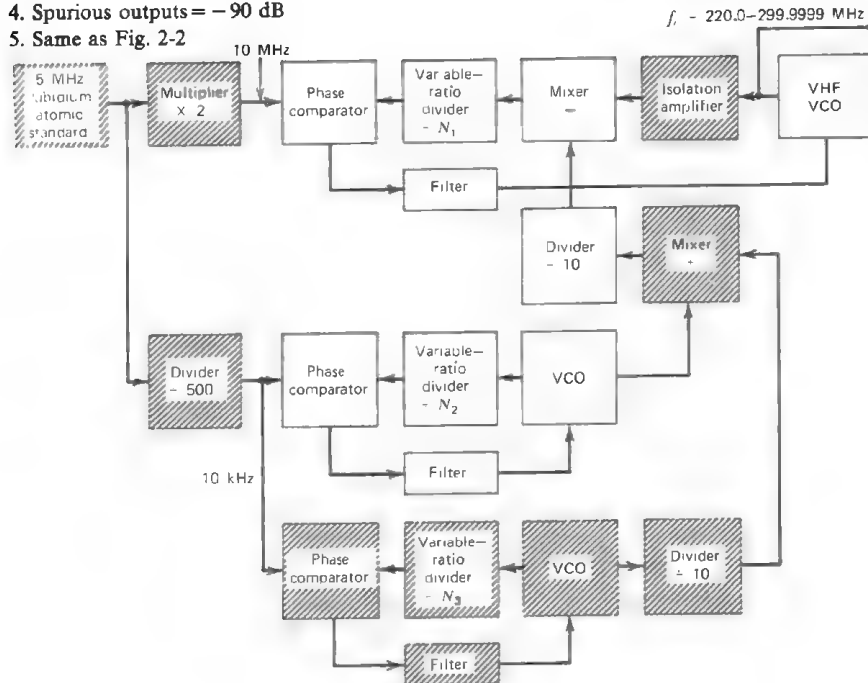 4. Spurious outputs = – 90 dB
5. Same as Fig. 2-2
f - 220.0–299.9999 MHz
10 MHz
5 MHz
rubidium
atomic
standard
Multiplier
× 2
Phase
comparator
Variable–
ratio
divider
- N₁
Mixer
–
Isolation
amplifier
VHF
VCO
Filter
Divider
- 10
Mixer
+
Divider
- 500
Phase
comparator
Variable–
ratio
divider
- N₂
VCO
Filter
10 kHz
Phase
comparator
Variable–
ratio
divider
- N₃
VCO
Divider
÷ 10
Filter